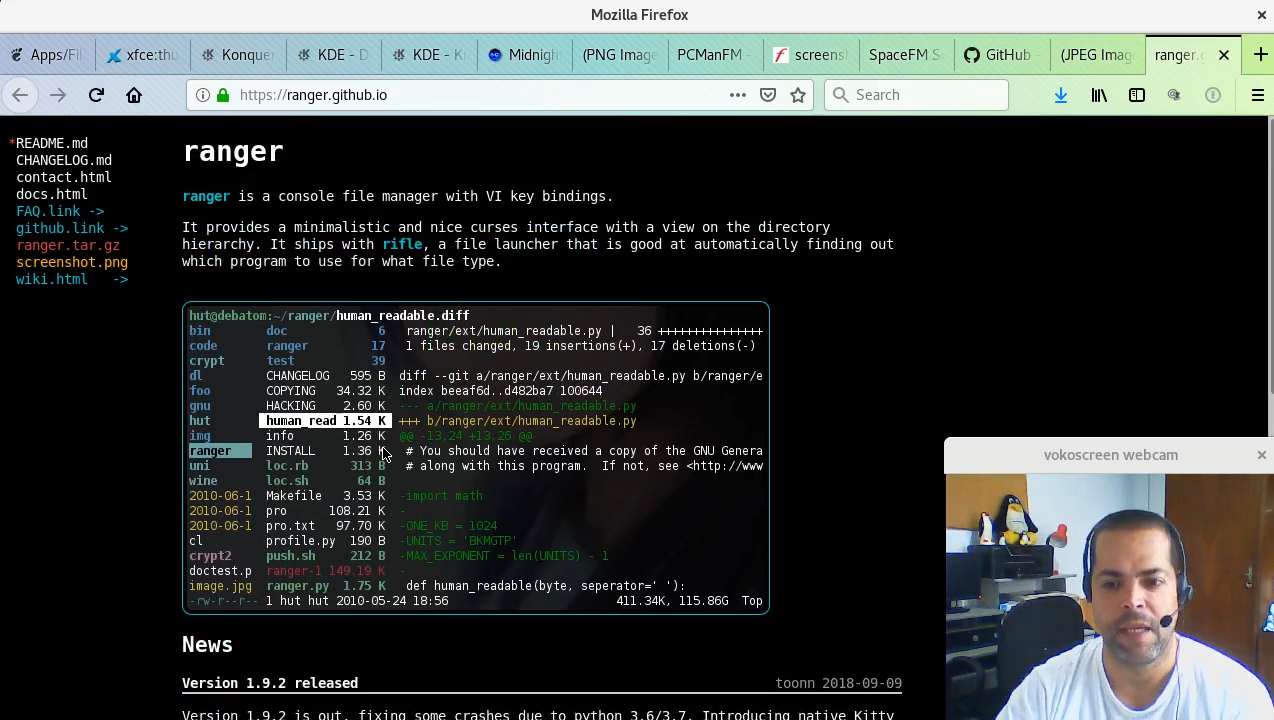 Mozilla Firefox
Apps/Fil xfce:thu Konquer KDE - D KDE - K Midnigh (PNG Image PCManFM - screensh SpaceFM S GitHub - (JPEG Imag ranger.g
https://ranger.github.io
Search
*README.md
CHANGELOG.md
contact.html
docs.html
FAQ.link ->
github.link ->
ranger.tar.gz
screenshot.png
wiki.html ->
ranger
ranger is a console file manager with VI key bindings.
It provides a minimalistic and nice curses interface with a view on the directory
hierarchy. It ships with rifle, a file launcher that is good at automatically finding out
which program to use for what file type.
hut@debatom:~/ranger/human_readable.diff
bin doc 6 ranger/ext/human_readable.py | 36 +++++++++++++++
code ranger 17 1 files changed, 19 insertions(+), 17 deletions(-)
crypt test 39
dl CHANGELOG 595 B diff --git a/ranger/ext/human_readable.py b/ranger/e
foo COPYING 34.32 K index beeaf6d..d482ba7 100644
gnu HACKING 2.60 K --- a/ranger/ext/human_readable.py
hut human_read 1.54 K +++ b/ranger/ext/human_readable.py
img info 1.26 K @@ -13,24 +13,26 @@
ranger INSTALL 1.36 K # You should have received a copy of the GNU Genera
uni loc.rb 313 B # along with this program. If not, see <http://www
wine loc.sh 64 B
2010-06-1 Makefile 3.53 K -import math
2010-06-1 pro 108.21 K -
2010-06-1 pro.txt 97.70 K -ONE_KB = 1024
cl profile.py 190 B -UNITS = 'BKMGTP'
crypt2 push.sh 212 B -MAX_EXPONENT = len(UNITS) - 1
doctest.p ranger-1 149.19 K -
image.jpg ranger.py 1.75 K def human_readable(byte, seperator=' '):
-rw-r--r-- 1 hut hut 2010-05-24 18:56 411.34K, 115.86G Top
News
Version 1.9.2 released toonn 2018-09-09
Version 1.9.2 is out, fixing some crashes due to python 3.6/3.7. Introducing native Kitty
vokoscreen webcam